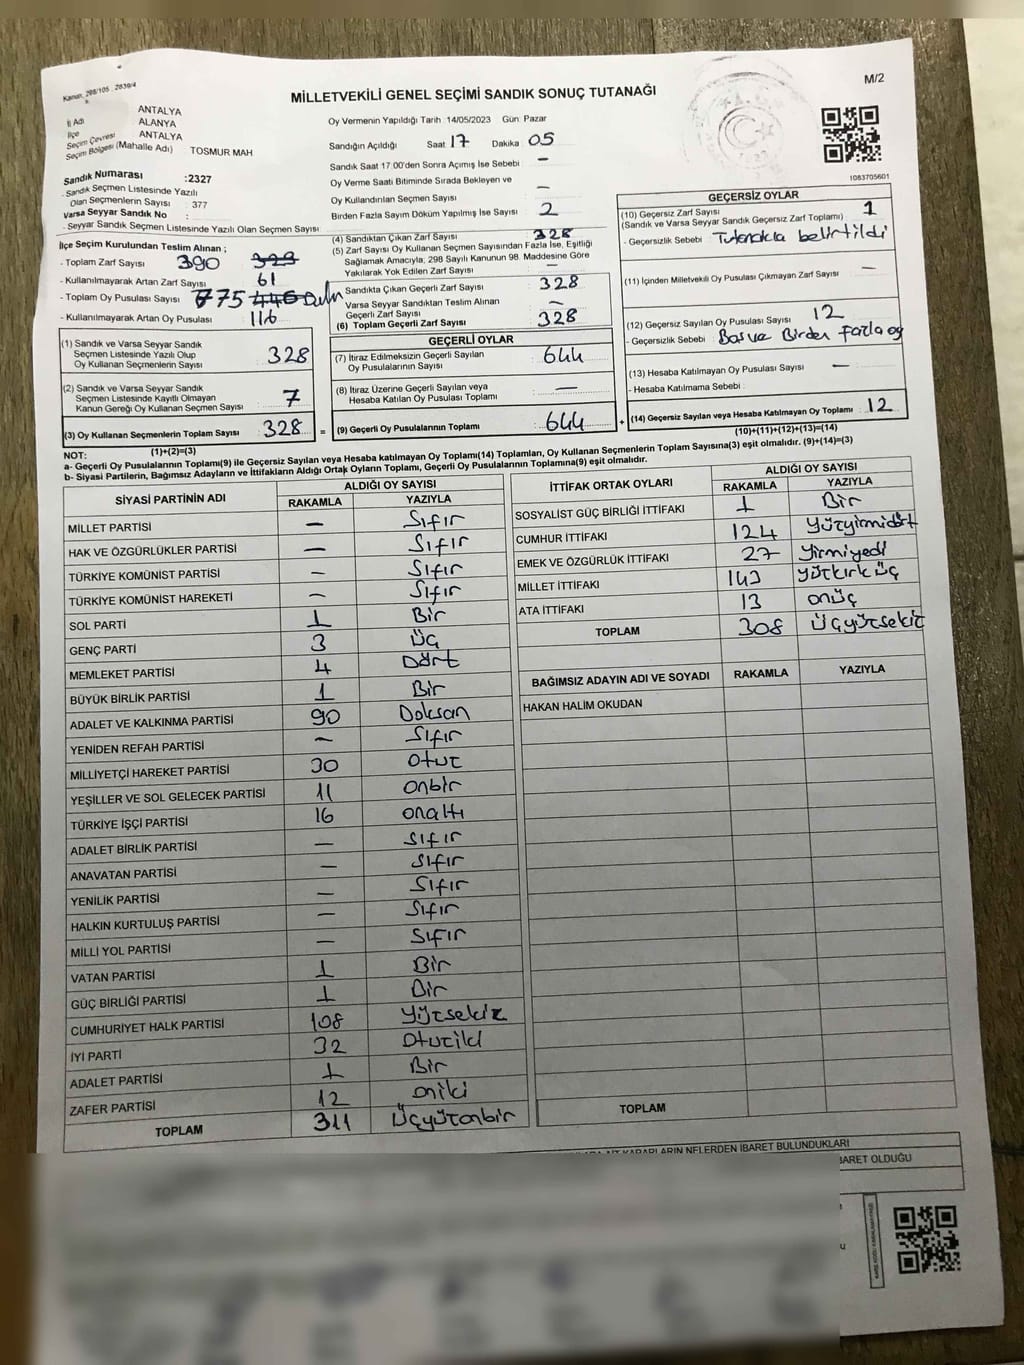 Kanun: 298/105 , 2839/4
MİLLETVEKİLİ GENEL SEÇİMİ SANDIK SONUÇ TUTANAĞI
M/2
İl Adı ANTALYA
İlçe ALANYA
Seçim Çevresi ANTALYA
Seçim Bölgesi (Mahalle Adı) TOSMUR MAH
Sandık Numarası :2327
- Sandık Seçmen Listesinde Yazılı
Olan Seçmenlerin Sayısı : 377
Varsa Seyyar Sandık No :
- Seyyar Sandık Seçmen Listesinde Yazılı Olan Seçmen Sayısı
Oy Vermenin Yapıldığı Tarih :14/05/2023 Gün: Pazar
Sandığın Açıldığı Saat 17 Dakika 05
Sandık Saat 17:00'den Sonra Açımış İse Sebebi —
Oy Verme Saati Bitiminde Sırada Bekleyen ve
Oy Kullandırılan Seçmen Sayısı —
Birden Fazla Sayım Döküm Yapılmış İse Sayısı 2
1083705601
İlçe Seçim Kurulundan Teslim Alınan ;
- Toplam Zarf Sayısı 390 323
- Kullanılmayarak Artan Zarf Sayısı 61
- Toplam Oy Pusulası Sayısı 775 446
- Kullanılmayarak Artan Oy Pusulası 116
(1) Sandık ve Varsa Seyyar Sandık
Seçmen Listesinde Yazılı Olup
Oy Kullanan Seçmenlerin Sayısı 328
(2) Sandık ve Varsa Seyyar Sandık
Seçmen Listesinde Kayıtlı Olmayan
Kanun Gereği Oy Kullanan Seçmen Sayısı 7
(3) Oy Kullanan Seçmenlerin Toplam Sayısı 328 =
(1)+(2)=(3)
(4) Sandıktan Çıkan Zarf Sayısı 328
(5) Zarf Sayısı Oy Kullanan Seçmen Sayısından Fazla İse, Eşitliği
Sağlamak Amacıyla; 298 Sayılı Kanunun 98. Maddesine Göre
Yakılarak Yok Edilen Zarf Sayısı —
Sandıkta Çıkan Geçerli Zarf Sayısı 328
Varsa Seyyar Sandıktan Teslim Alınan
Geçerli Zarf Sayısı —
(6) Toplam Geçerli Zarf Sayısı 328
GEÇERLİ OYLAR
(7) İtiraz Edilmeksizin Geçerli Sayılan
Oy Pusulalarının Sayısı 644
(8) İtiraz Üzerine Geçerli Sayılan veya
Hesaba Katılan Oy Pusulası Toplamı —
(9) Geçerli Oy Pusulalarının Toplamı 644 +
GEÇERSİZ OYLAR
(10) Geçersiz Zarf Sayısı 1
(Sandık ve Varsa Seyyar Sandık Geçersiz Zarf Toplamı)
- Geçersizlik Sebebi : Tutanakla belirtildi
(11) İçinden Milletvekili Oy Pusulası Çıkmayan Zarf Sayısı —
(12) Geçersiz Sayılan Oy Pusulası Sayısı 12
- Geçersizlik Sebebi : Boş ve Birden fazla oy
(13) Hesaba Katılmayan Oy Pusulası Sayısı —
- Hesaba Katılmama Sebebi :
(14) Geçersiz Sayılan veya Hesaba Katılmayan Oy Toplamı 12
(10)+(11)+(12)+(13)=(14)
NOT:
a- Geçerli Oy Pusulalarının Toplamı(9) ile Geçersiz Sayılan veya Hesaba Katılmayan Oy Toplamı(14) Toplamları, Oy Kullanan Seçmenlerin Toplam Sayısına(3) eşit olmalıdır. (9)+(14)=(3)
b- Siyasi Partilerin, Bağımsız Adayların ve İttifakların Aldığı Ortak Oyların Toplamı, Geçerli Oy Pusulalarının Toplamına(9) eşit olmalıdır.
SİYASİ PARTİNİN ADI ALDIĞI OY SAYISI
RAKAMLA YAZIYLA
MİLLET PARTİSİ — Sıfır
HAK VE ÖZGÜRLÜKLER PARTİSİ — Sıfır
TÜRKİYE KOMÜNİST PARTİSİ — Sıfır
TÜRKİYE KOMÜNİST HAREKETİ — Sıfır
SOL PARTİ 1 Bir
GENÇ PARTİ 3 Üç
MEMLEKET PARTİSİ 4 Dört
BÜYÜK BİRLİK PARTİSİ 1 Bir
ADALET VE KALKINMA PARTİSİ 90 Doksan
YENİDEN REFAH PARTİSİ — Sıfır
MİLLİYETÇİ HAREKET PARTİSİ 30 otuz
YEŞİLLER VE SOL GELECEK PARTİSİ 11 onbir
TÜRKİYE İŞÇİ PARTİSİ 16 onaltı
ADALET BİRLİK PARTİSİ — Sıfır
ANAVATAN PARTİSİ — Sıfır
YENİLİK PARTİSİ — Sıfır
HALKIN KURTULUŞ PARTİSİ — Sıfır
MİLLİ YOL PARTİSİ — Sıfır
VATAN PARTİSİ 1 Bir
GÜÇ BİRLİĞİ PARTİSİ 1 Bir
CUMHURİYET HALK PARTİSİ 108 yüzsekiz
İYİ PARTİ 32 Otuziki
ADALET PARTİSİ 1 Bir
ZAFER PARTİSİ 12 oniki
TOPLAM 311 üçyüzonbir
İTTİFAK ORTAK OYLARI ALDIĞI OY SAYISI
RAKAMLA YAZIYLA
SOSYALİST GÜÇ BİRLİĞİ İTTİFAKI 1 Bir
CUMHUR İTTİFAKI 124 yüzyirmidört
EMEK VE ÖZGÜRLÜK İTTİFAKI 27 yirmiyedi
MİLLET İTTİFAKI 143 yüzkırküç
ATA İTTİFAKI 13 onüç
TOPLAM 308 üçyüzsekiz
BAĞIMSIZ ADAYIN ADI VE SOYADI RAKAMLA YAZIYLA
HAKAN HALİM OKUDAN
TOPLAM
KARARLARIN NELERDEN İBARET BULUNDUKLARI
BARET OLDUĞU